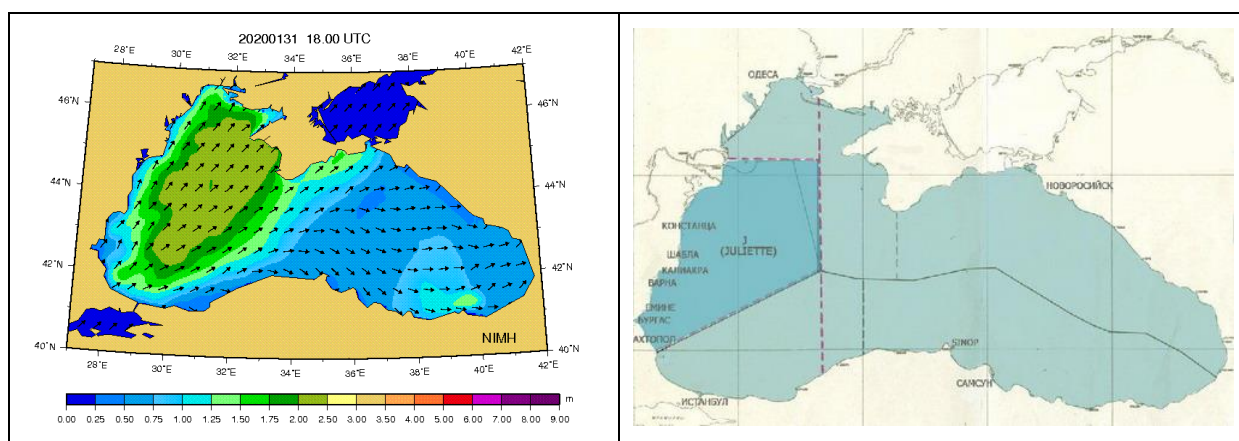 20200131 18.00 UTC
28°E 30°E 32°E 34°E 36°E 38°E 40°E 42°E
46°N 46°N
44°N 44°N
42°N 42°N
40°N 40°N
28°E 30°E 32°E 34°E 36°E 38°E 40°E 42°E
NIMH
m
0.00 0.25 0.50 0.75 1.00 1.25 1.50 1.75 2.00 2.50 3.00 3.50 4.00 5.00 6.00 7.00 8.00 9.00
ОДЕСА
НОВОРОСИЙСК
КОНСТАНЦА
J
(JULIETTE)
ШАБЛА
КАЛИАКРА
ВАРНА
ЕМИНЕ
БУРГАС
АХТОПОЛ
SINOP
САМСУН
ИСТАНБУЛ